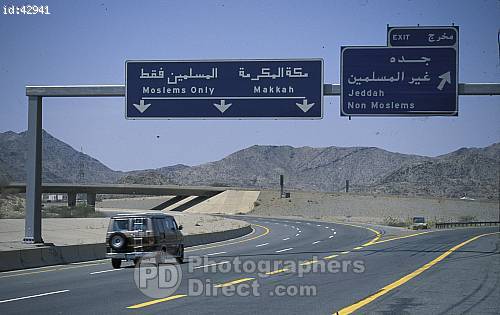 id:42941
مخرج
EXIT
جده
غير المسلمين
Jeddah
Non Moslems
مكة المكرمة
المسلمين فقط
Moslems Only
Makkah
PD Photographers
Direct.com